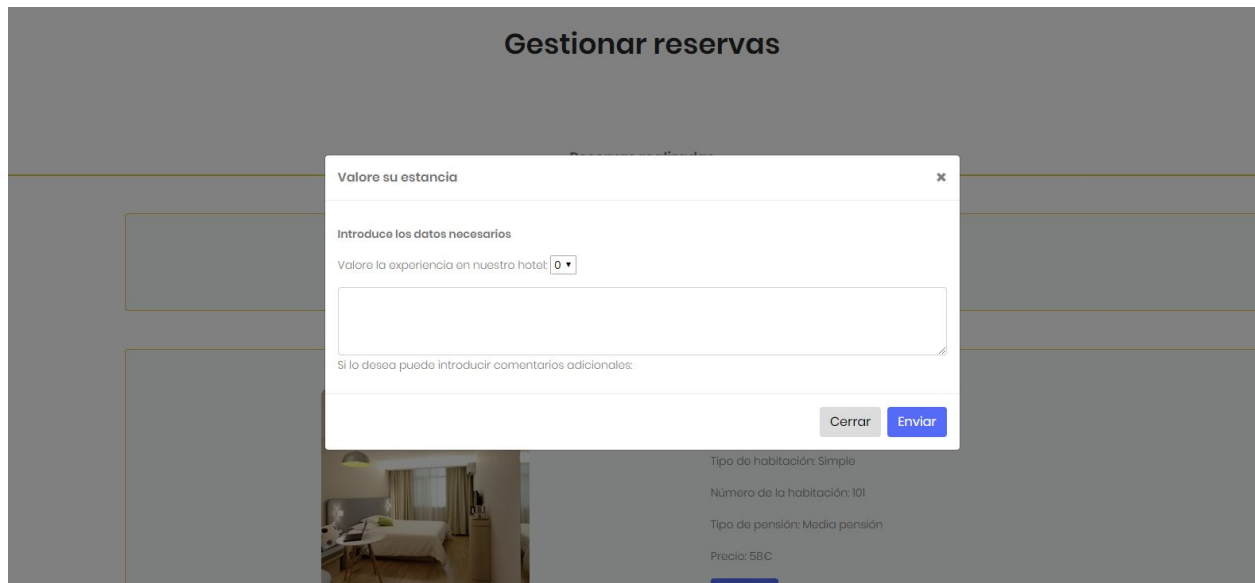 Gestionar reservas
Reservas realizadas
Valore su estancia ×
Introduce los datos necesarios
Valore la experiencia en nuestro hotel: 0
Si lo desea puede introducir comentarios adicionales:
Cerrar Enviar
Tipo de habitación: Simple
Número de la habitación: 101
Tipo de pensión: Media pensión
Precio: 58€